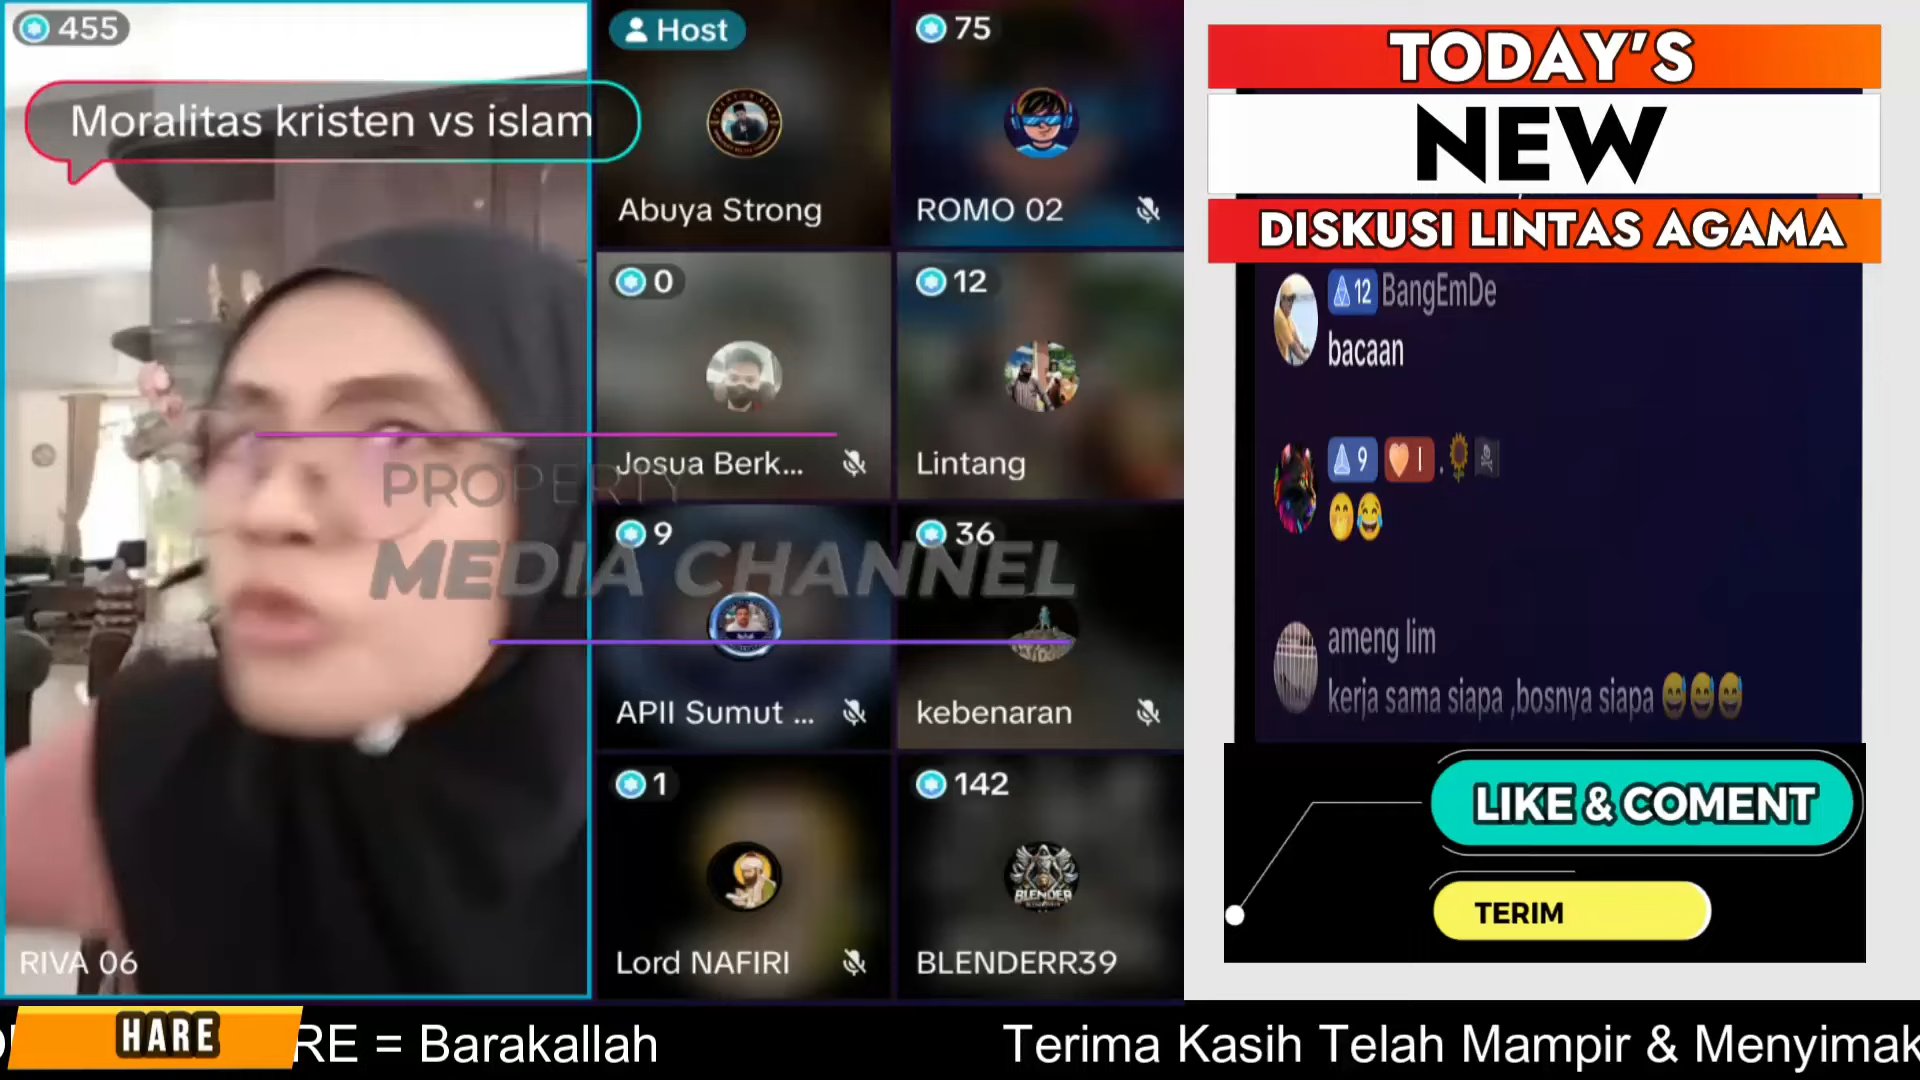 455
Moralitas kristen vs islam
RIVA 06
Host
Abuya Strong
75
ROMO 02
0
Josua Berk...
12
Lintang
9
APII Sumut ...
36
kebenaran
1
Lord NAFIRI
142
BLENDER
BLENDERR39
PROPERTY
MEDIA CHANNEL
TODAY'S
NEW
DISKUSI LINTAS AGAMA
12 BangEmDe
bacaan
9 I .
🤭😂
ameng lim
kerja sama siapa ,bosnya siapa 😅😅😅
LIKE & COMENT
TERIM
HARE
RE = Barakallah
Terima Kasih Telah Mampir & Menyimak